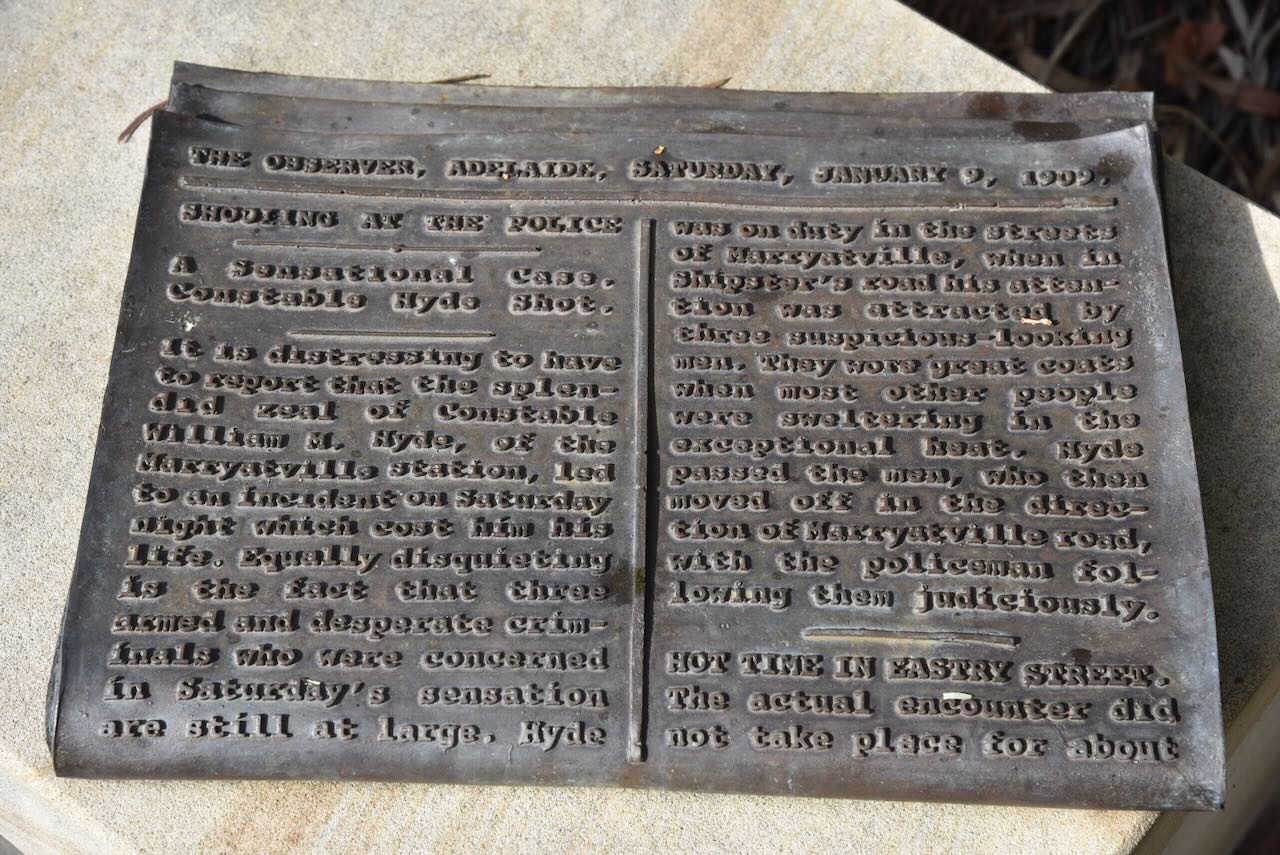 THE OBSERVER, ADELAIDE, SATURDAY, JANUARY 9, 1909.
SHOOTING AT THE POLICE
A Sensational Case.
Constable Hyde Shot.
It is distressing to have
to report that the splen-
did zeal of Constable
William H. Hyde, of the
Marryatville station, led
to an incident on Saturday
night which cost him his
life. Equally disquieting
is the fact that three
armed and desperate crim-
inals who were concerned
in Saturday's sensation
are still at large. Hyde
was on duty in the streets
of Marryatville, when in
Shipster's road his atten-
tion was attracted by
three suspicious-looking
men. They wore great coats
when most other people
were sweltering in the
exceptional heat. Hyde
passed the men, who then
moved off in the direc-
tion of Marryatville road,
with the policeman fol-
lowing them judiciously.
HOT TIME IN EASTRY STREET.
The actual encounter did
not take place for about